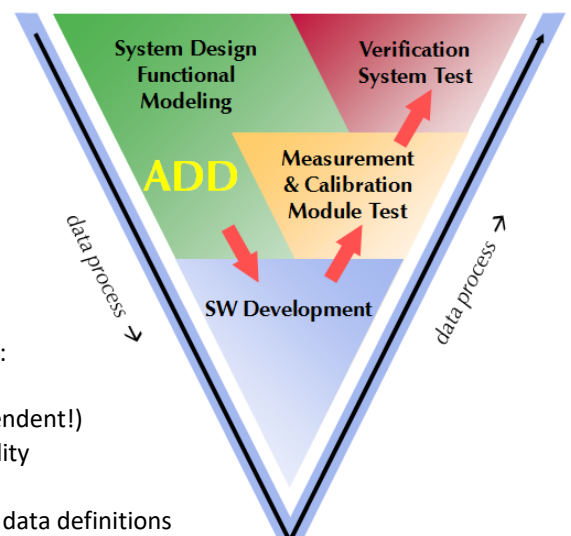 System Design
Functional
Modeling
Verification
System Test
ADD
Measurement
& Calibration
Module Test
SW Development
data process
data process
:
endent!)
lity
data definitions